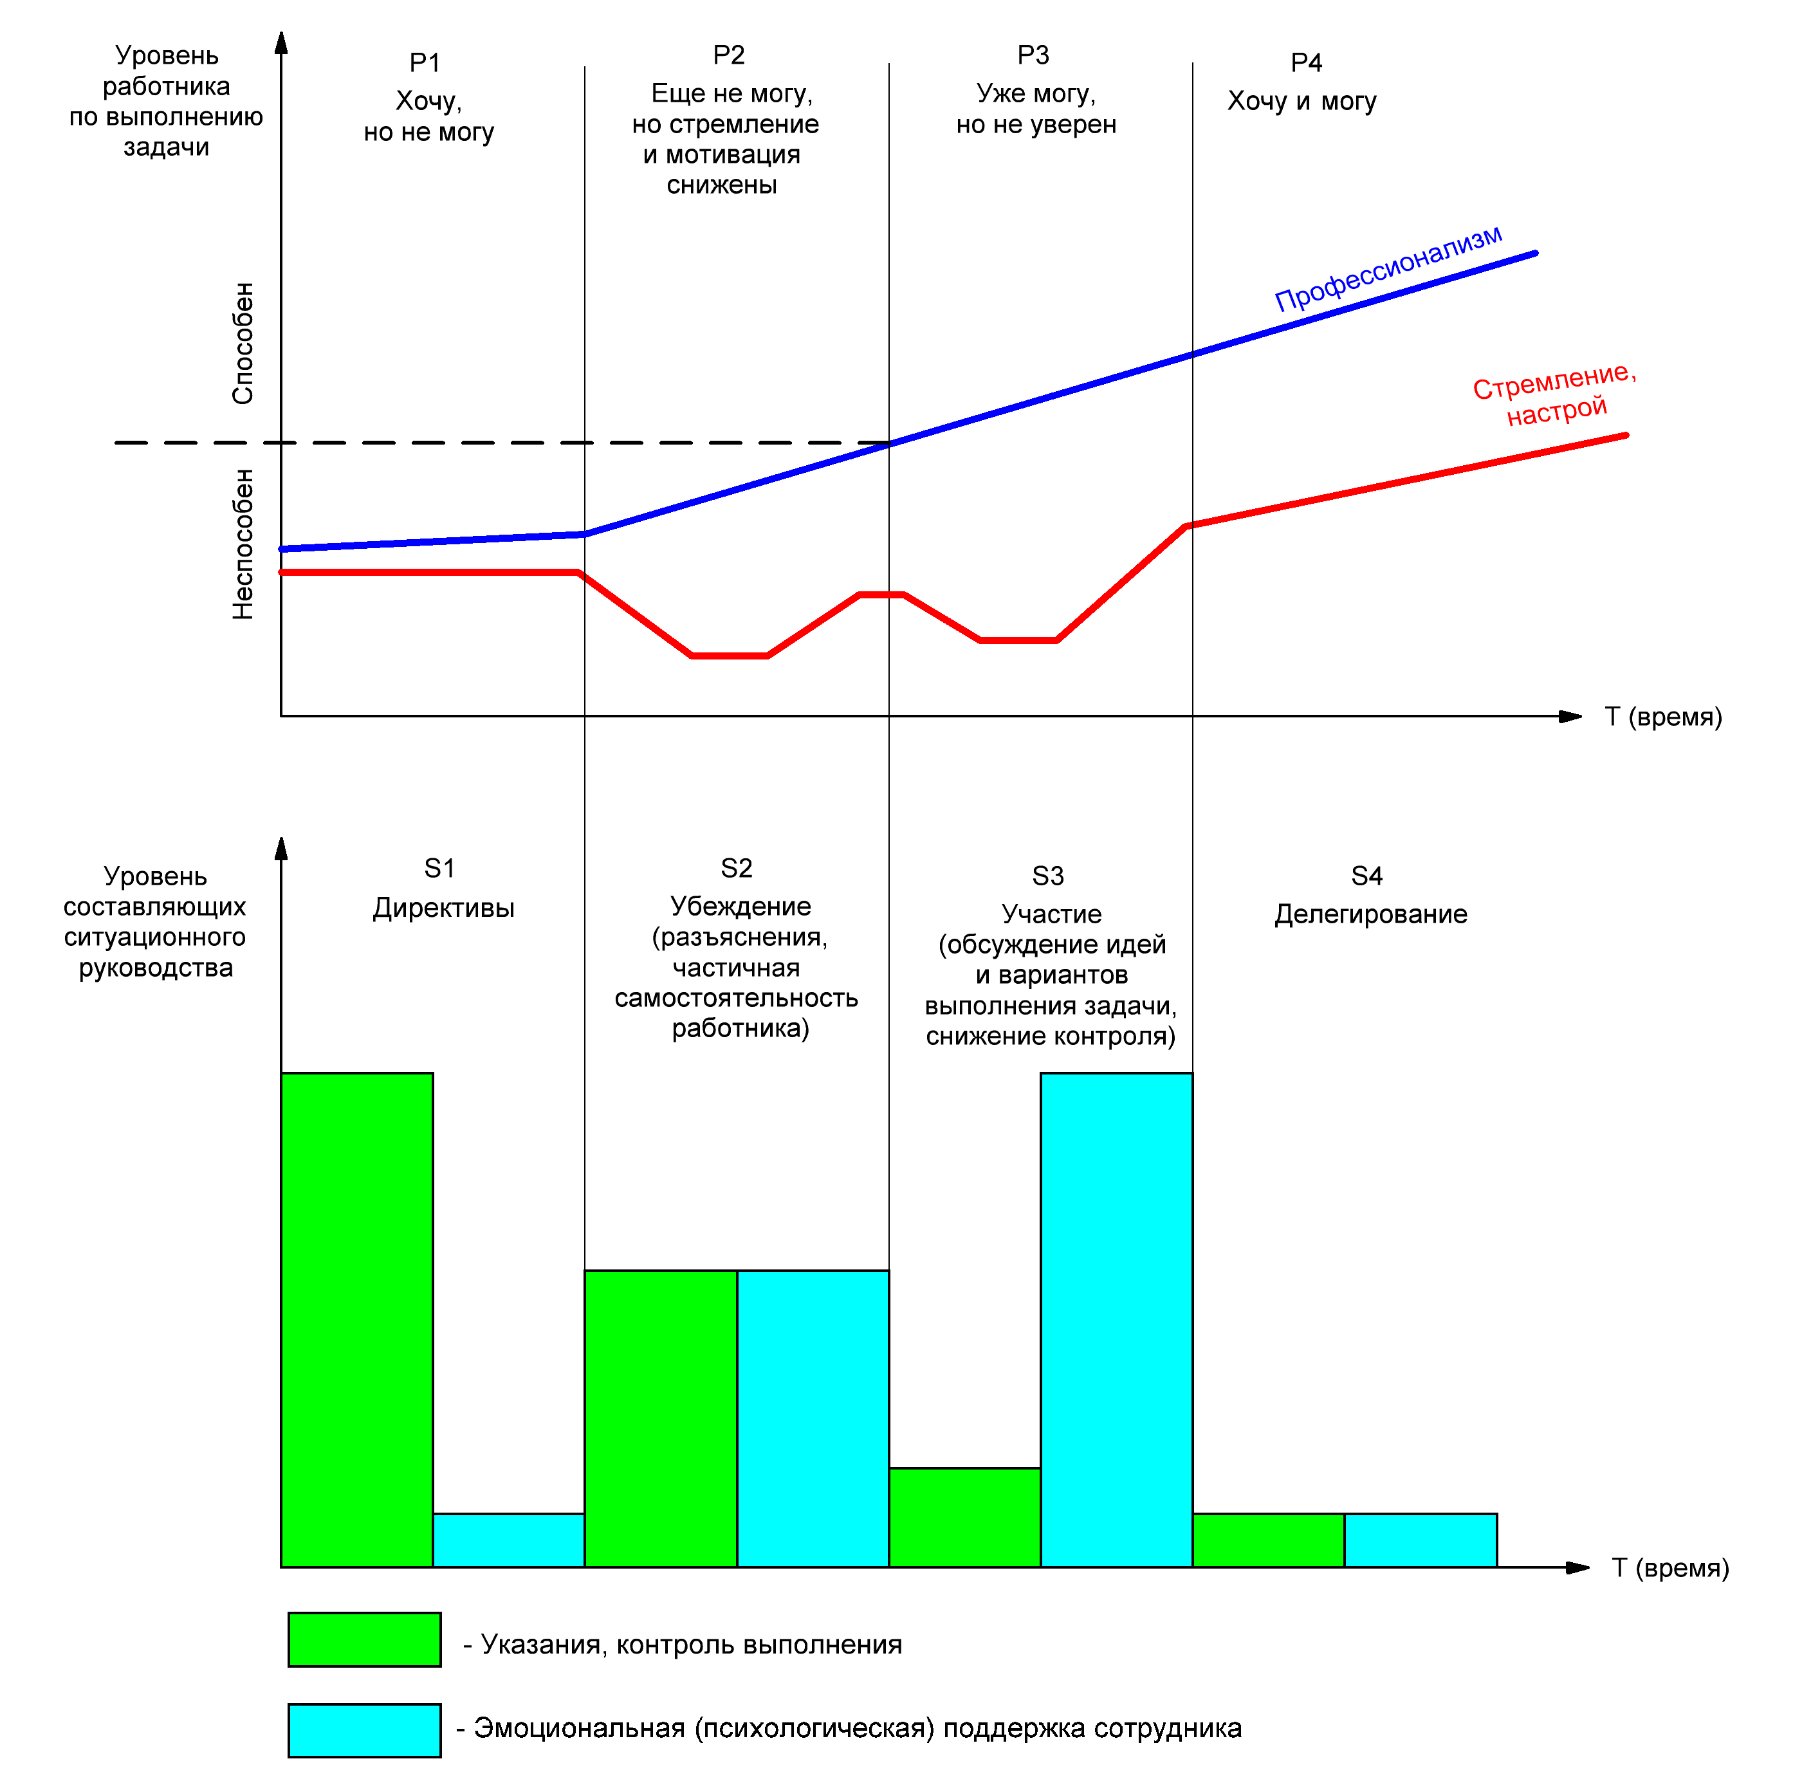 Уровень
работника
по выполнению
задачи
P1
Хочу,
но не могу
P2
Еще не могу,
но стремление
и мотивация
снижены
P3
Уже могу,
но не уверен
P4
Хочу и могу
Способен
Неспособен
Профессионализм
Стремление,
настрой
Т (время)
Уровень
составляющих
ситуационного
руководства
S1
Директивы
S2
Убеждение
(разъяснения,
частичная
самостоятельность
работника)
S3
Участие
(обсуждение идей
и вариантов
выполнения задачи,
снижение контроля)
S4
Делегирование
Т (время)
- Указания, контроль выполнения
- Эмоциональная (психологическая) поддержка сотрудника